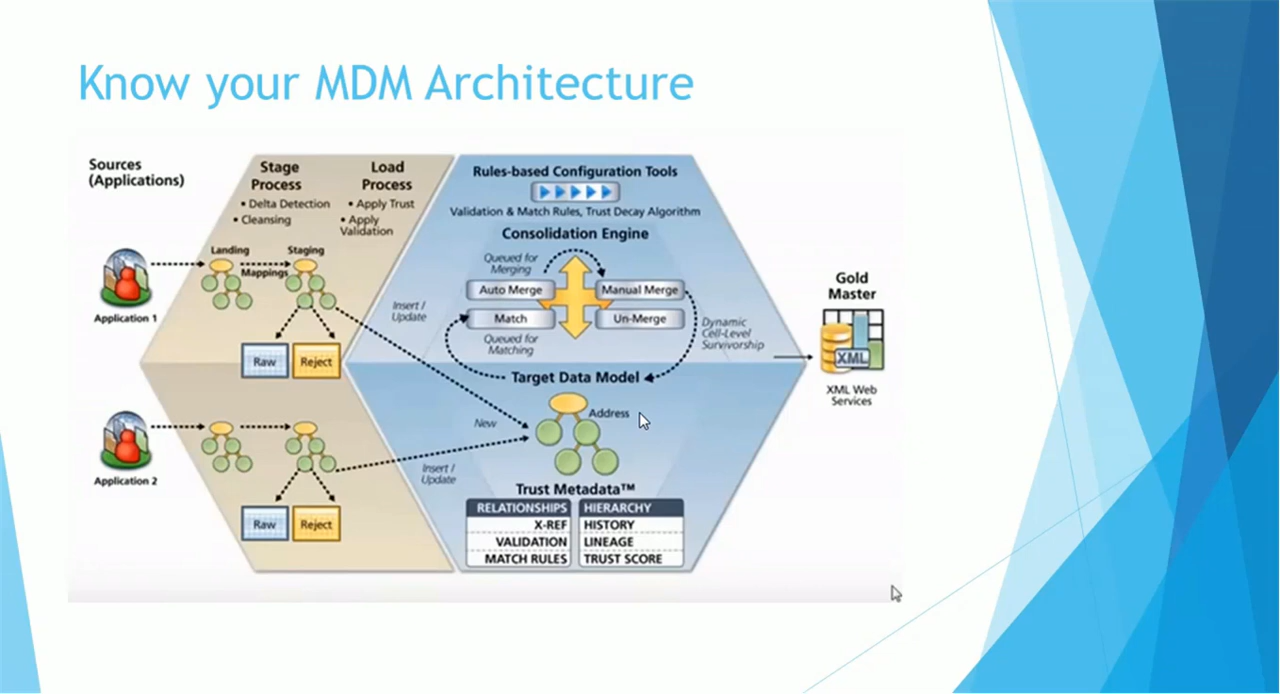 Know your MDM Architecture
Sources
(Applications)
Stage
Process
• Delta Detection
• Cleansing
Load
Process
• Apply Trust
• Apply
Validation
Landing
Mappings
Staging
Application 1
Raw
Reject
Application 2
Raw
Reject
Rules-based Configuration Tools
Validation & Match Rules, Trust Decay Algorithm
Consolidation Engine
Queued for
Merging
Auto Merge
Manual Merge
Match
Un-Merge
Queued for
Matching
Dynamic
Cell-Level
Survivorship
Insert /
Update
Target Data Model
Address
New
Insert /
Update
Trust Metadata™
RELATIONSHIPS
X-REF
VALIDATION
MATCH RULES
HIERARCHY
HISTORY
LINEAGE
TRUST SCORE
Gold
Master
XML
XML Web
Services